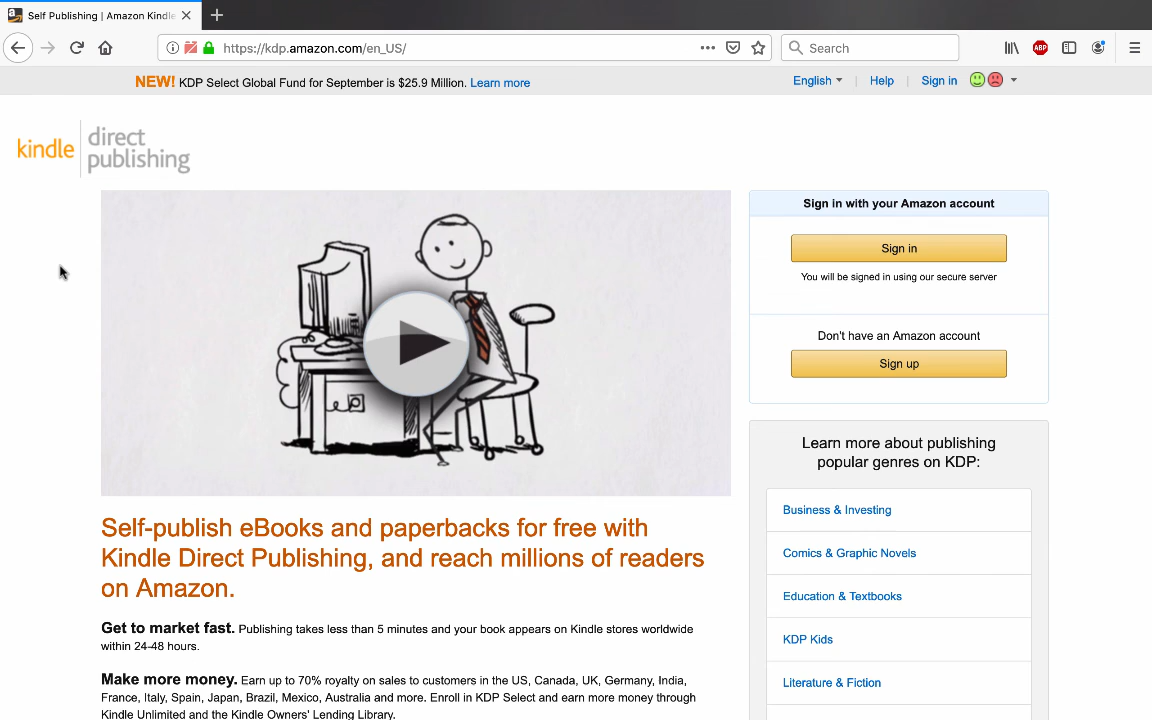 Self Publishing | Amazon Kindle
https://kdp.amazon.com/en_US/
Search
ABP
NEW! KDP Select Global Fund for September is $25.9 Million. Learn more
English
Help
Sign in
kindle
direct
publishing
Sign in with your Amazon account
Sign in
You will be signed in using our secure server
Don't have an Amazon account
Sign up
Self-publish eBooks and paperbacks for free with
Kindle Direct Publishing, and reach millions of readers
on Amazon.
Get to market fast. Publishing takes less than 5 minutes and your book appears on Kindle stores worldwide
within 24-48 hours.
Make more money. Earn up to 70% royalty on sales to customers in the US, Canada, UK, Germany, India,
France, Italy, Spain, Japan, Brazil, Mexico, Australia and more. Enroll in KDP Select and earn more money through
Kindle Unlimited and the Kindle Owners' Lending Library.
Learn more about publishing
popular genres on KDP:
Business & Investing
Comics & Graphic Novels
Education & Textbooks
KDP Kids
Literature & Fiction